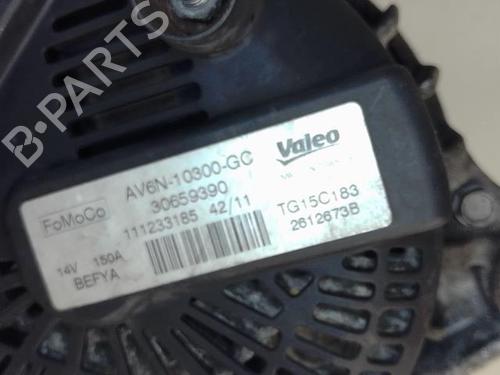 B-PARTS
FoMoCo
AV6N-10300-GC
30659390
111233185 42/11
14V 150A
BEFYA
Valeo
TG15C183
2612673B